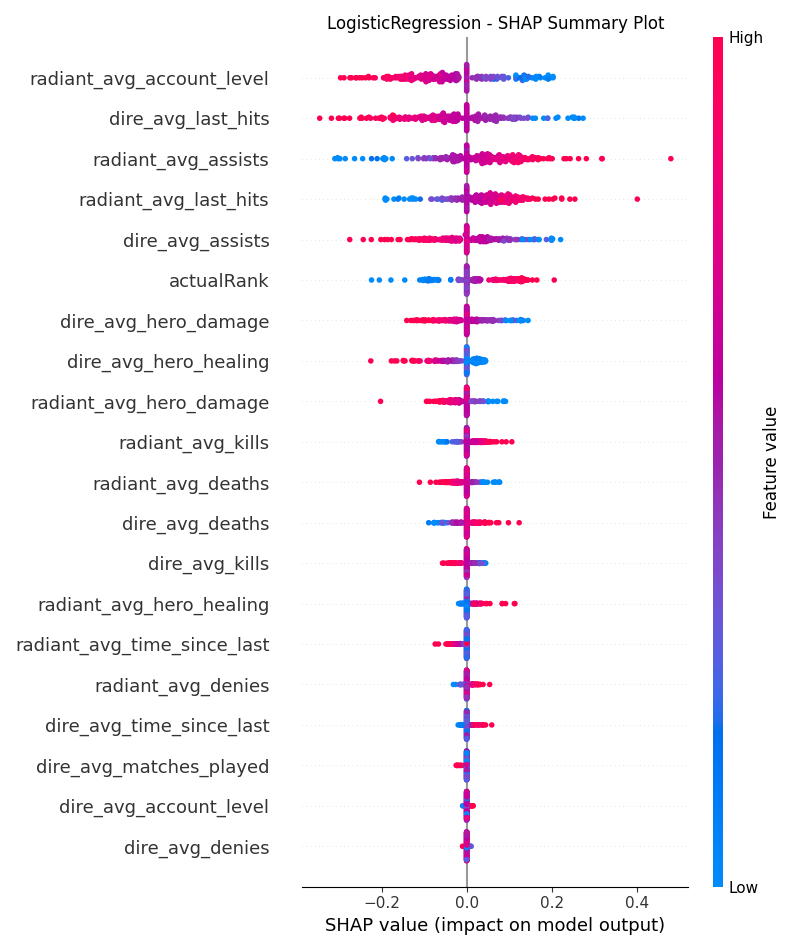 LogisticRegression - SHAP Summary Plot
High
radiant_avg_account_level
dire_avg_last_hits
radiant_avg_assists
radiant_avg_last_hits
dire_avg_assists
actualRank
dire_avg_hero_damage
dire_avg_hero_healing
radiant_avg_hero_damage
radiant_avg_kills
radiant_avg_deaths
dire_avg_deaths
dire_avg_kills
radiant_avg_hero_healing
radiant_avg_time_since_last
radiant_avg_denies
dire_avg_time_since_last
dire_avg_matches_played
dire_avg_account_level
dire_avg_denies
Feature value
Low
−0.2 0.0 0.2 0.4
SHAP value (impact on model output)